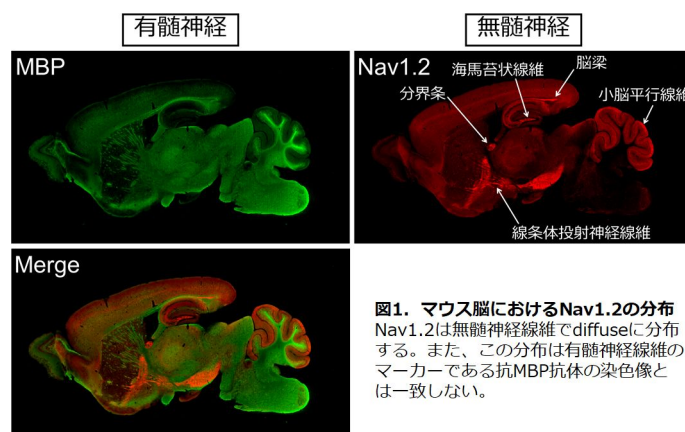 有髄神経
無髄神経
MBP
Nav1.2
海馬苔状線維
脳梁
分界条
小脳平行線維
線条体投射神経線維
Merge
図1. マウス脳におけるNav1.2の分布
Nav1.2は無髄神経線維でdiffuseに分布
する。また、この分布は有髄神経線維の
マーカーである抗MBP抗体の染色像と
は一致しない。